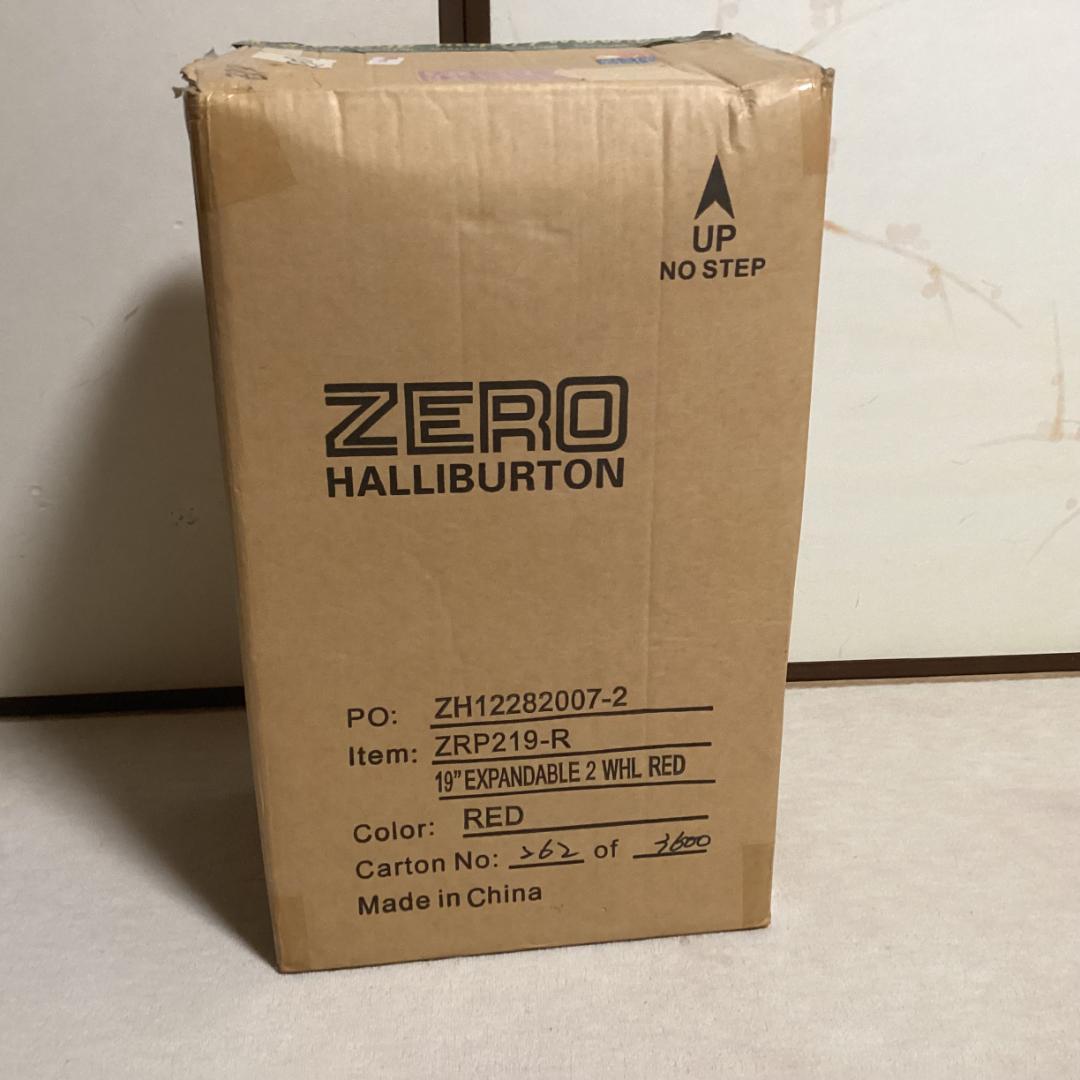 UP
NO STEP
ZERO
HALLIBURTON
PO: ZH12282007-2
Item: ZRP219-R
19" EXPANDABLE 2 WHL RED
Color: RED
Carton No: 262 of 3600
Made in China